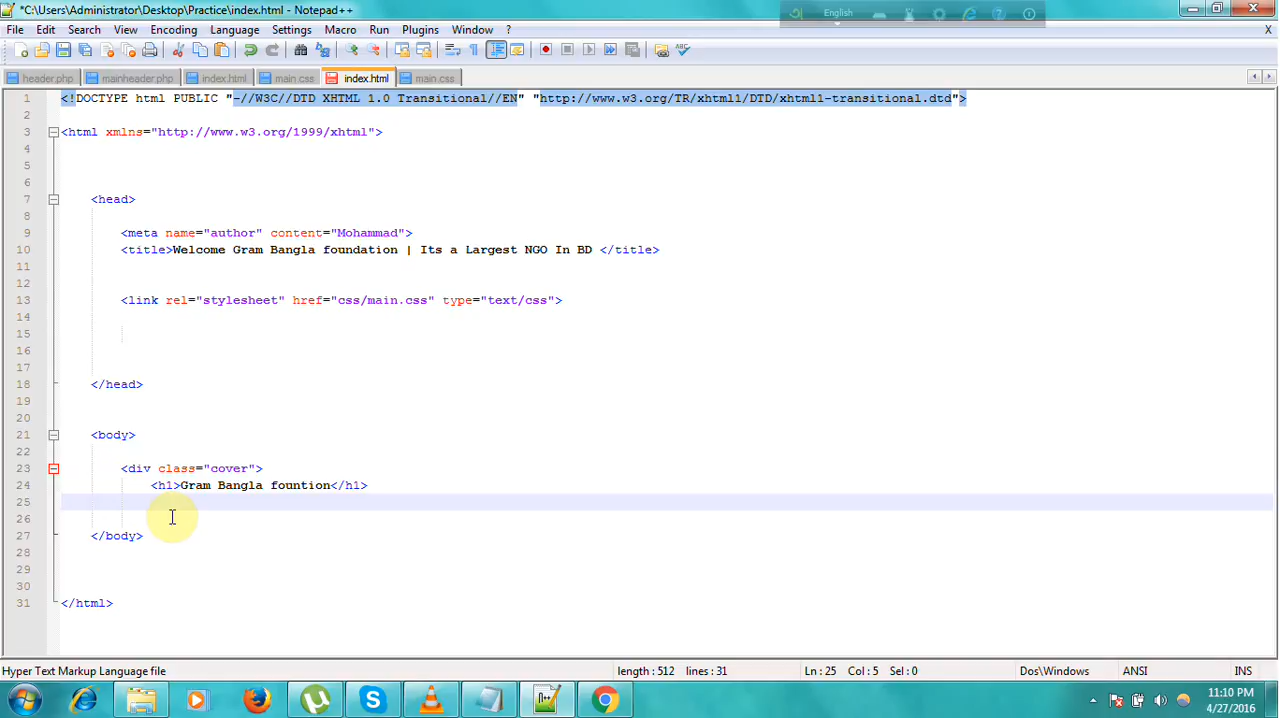 *C:\Users\Administrator\Desktop\Practice\index.html - Notepad++
English
File Edit Search View Encoding Language Settings Macro Run Plugins Window ? X
header.php mainheader.php index.html main.css index.html main.css
1 <!DOCTYPE html PUBLIC "-//W3C//DTD XHTML 1.0 Transitional//EN" "http://www.w3.org/TR/xhtml1/DTD/xhtml1-transitional.dtd">
2
3 <html xmlns="http://www.w3.org/1999/xhtml">
4
5
6
7 <head>
8
9 <meta name="author" content="Mohammad">
10 <title>Welcome Gram Bangla foundation | Its a Largest NGO In BD </title>
11
12
13 <link rel="stylesheet" href="css/main.css" type="text/css">
14
15
16
17
18 </head>
19
20
21 <body>
22
23 <div class="cover">
24 <h1>Gram Bangla fountion</h1>
25
26
27 </body>
28
29
30
31 </html>
Hyper Text Markup Language file length : 512 lines : 31 Ln : 25 Col : 5 Sel : 0 Dos\Windows ANSI INS
11:10 PM
4/27/2016